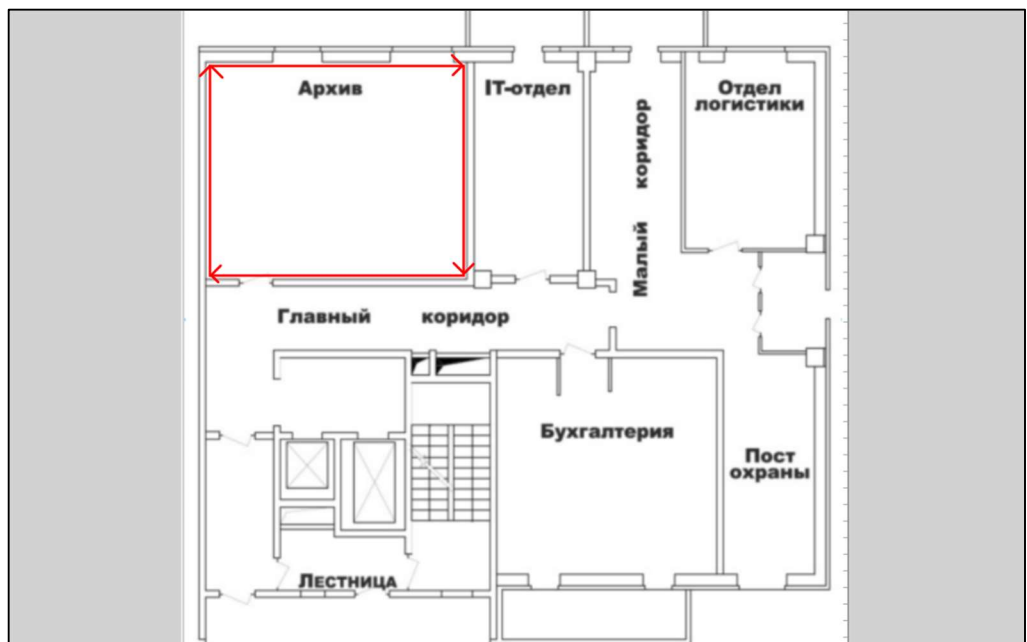 Архив
IT-отдел
Отдел
логистики
Малый коридор
Главный коридор
Бухгалтерия
Пост
охраны
Лестница